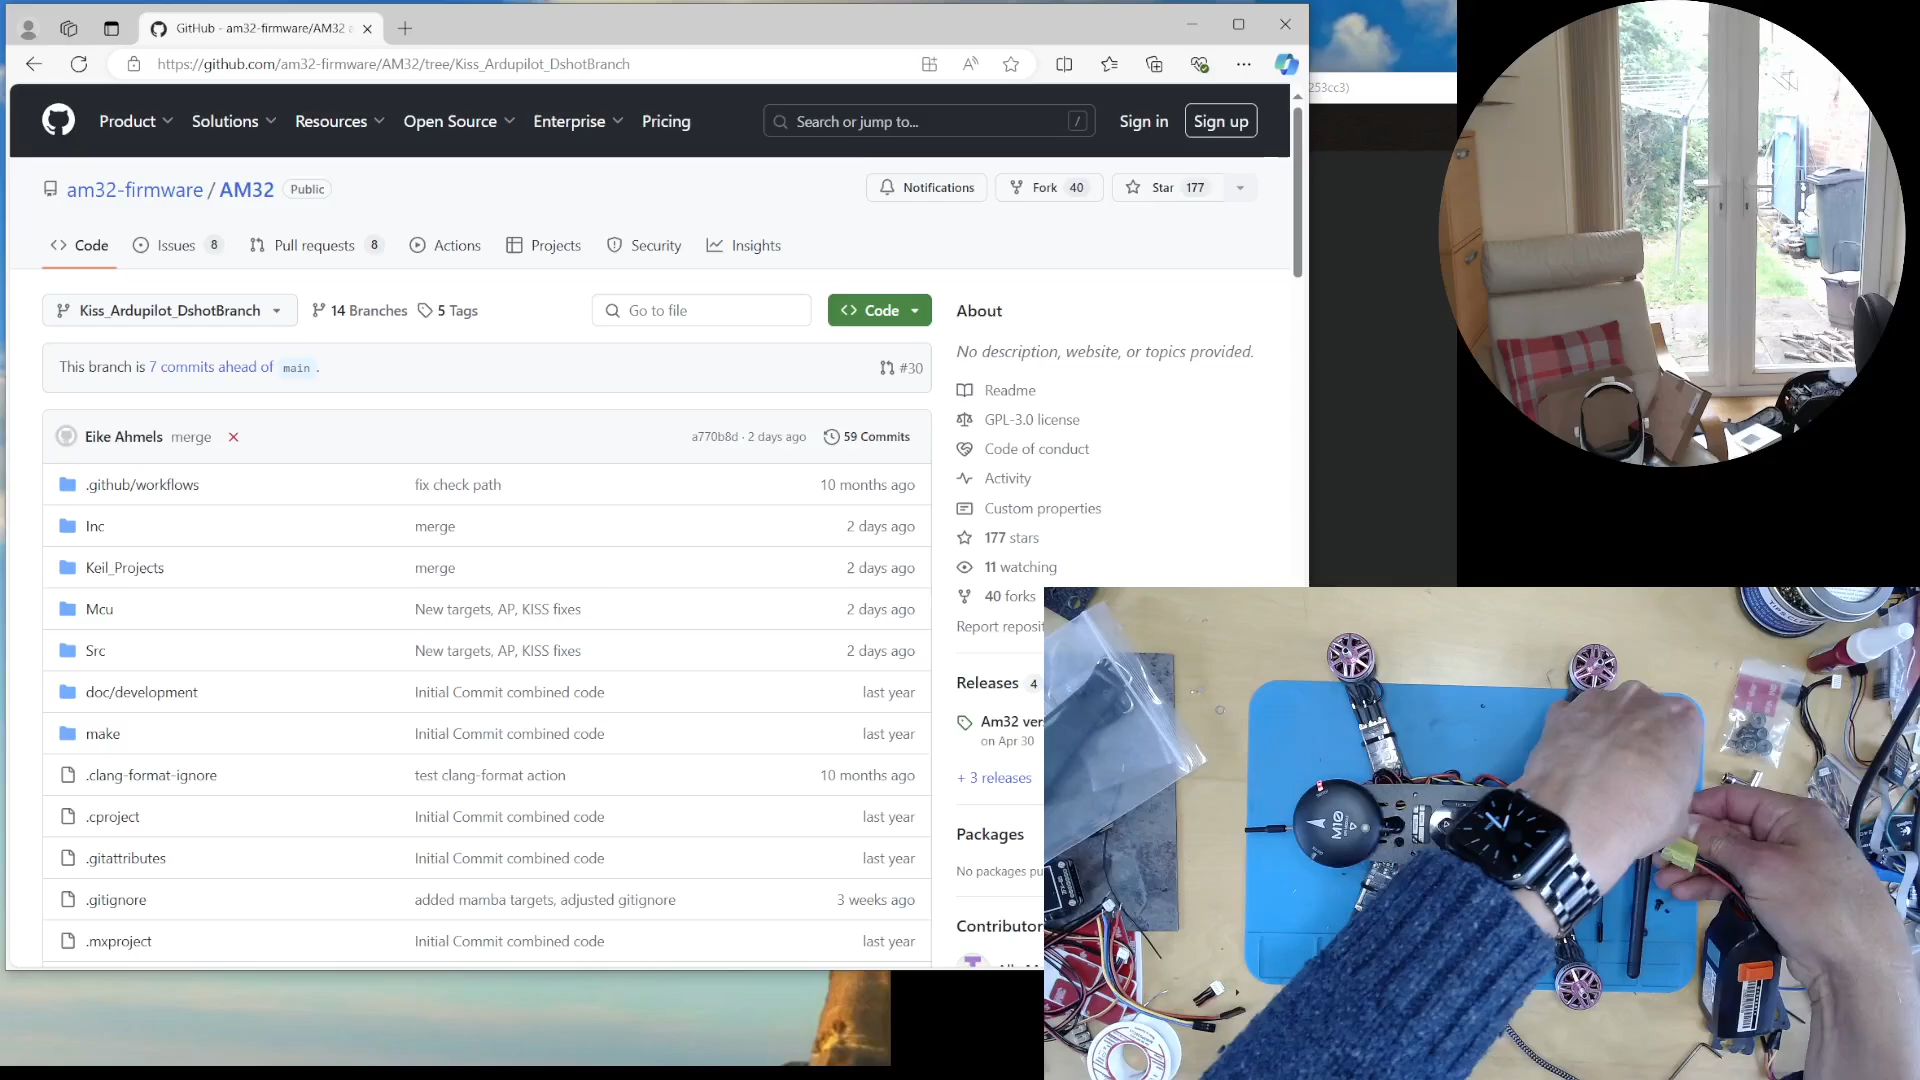 GitHub - am32-firmware/AM32 a
https://github.com/am32-firmware/AM32/tree/Kiss_Ardupilot_DshotBranch
253cc3)
Product Solutions Resources Open Source Enterprise Pricing Search or jump to... / Sign in Sign up
am32-firmware / AM32 Public
Notifications Fork 40 Star 177
Code Issues 8 Pull requests 8 Actions Projects Security Insights
Kiss_Ardupilot_DshotBranch 14 Branches 5 Tags Go to file Code
This branch is 7 commits ahead of main . #30
Eike Ahmels merge a770b8d · 2 days ago 59 Commits
.github/workflows fix check path 10 months ago
Inc merge 2 days ago
Keil_Projects merge 2 days ago
Mcu New targets, AP, KISS fixes 2 days ago
Src New targets, AP, KISS fixes 2 days ago
doc/development Initial Commit combined code last year
make Initial Commit combined code last year
.clang-format-ignore test clang-format action 10 months ago
.cproject Initial Commit combined code last year
.gitattributes Initial Commit combined code last year
.gitignore added mamba targets, adjusted gitignore 3 weeks ago
.mxproject Initial Commit combined code last year
About
No description, website, or topics provided.
Readme
GPL-3.0 license
Code of conduct
Activity
Custom properties
177 stars
11 watching
40 forks
Report reposit
Releases 4
Am32 ver
on Apr 30
+ 3 releases
Packages
No packages pu
Contributor
M10